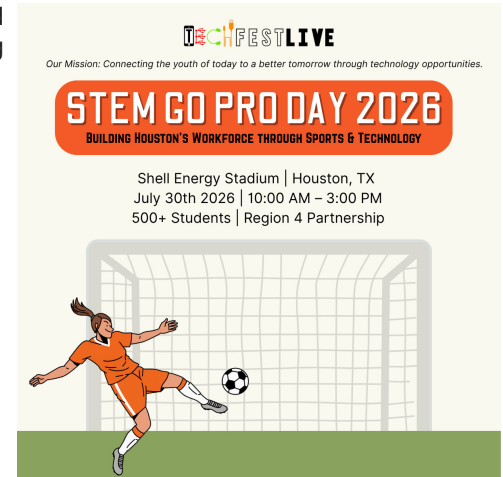 TECHFESTLIVE
Our Mission: Connecting the youth of today to a better tomorrow through technology opportunities.
STEM GO PRO DAY 2026
BUILDING HOUSTON'S WORKFORCE THROUGH SPORTS & TECHNOLOGY
Shell Energy Stadium | Houston, TX
July 30th 2026 | 10:00 AM – 3:00 PM
500+ Students | Region 4 Partnership